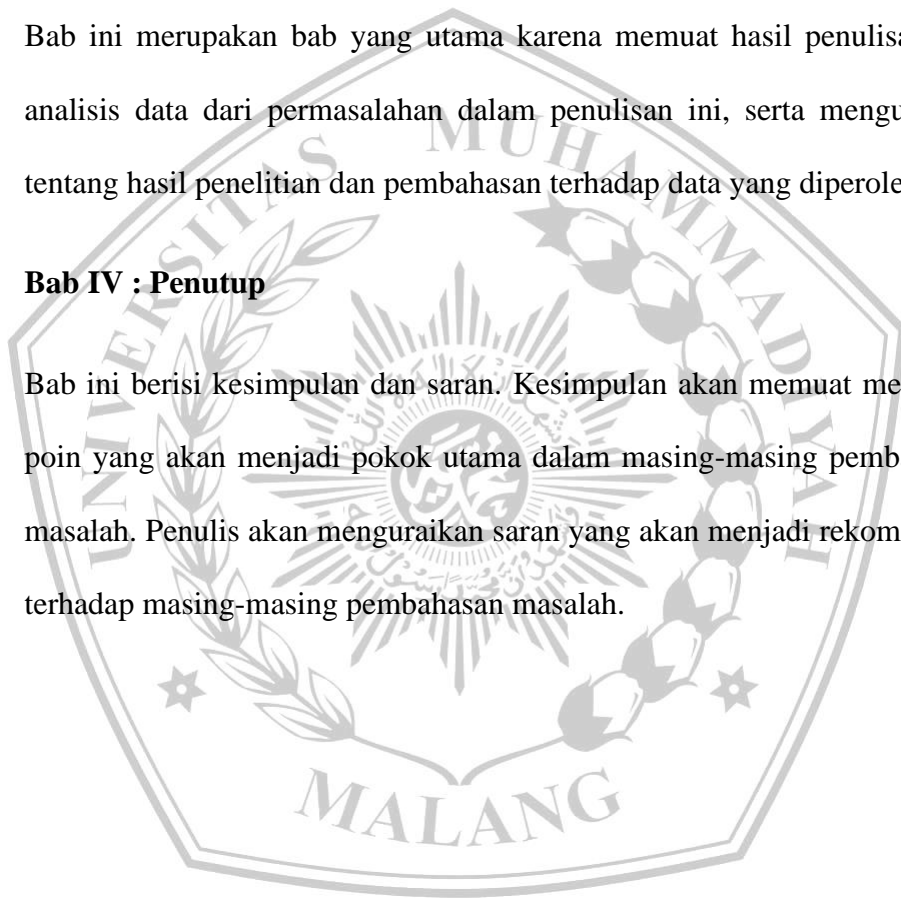 Bab ini merupakan bab yang utama karena memuat hasil penulisa
analisis data dari permasalahan dalam penulisan ini, serta mengu
tentang hasil penelitian dan pembahasan terhadap data yang diperole
Bab IV : Penutup
Bab ini berisi kesimpulan dan saran. Kesimpulan akan memuat me
poin yang akan menjadi pokok utama dalam masing-masing pemb
masalah. Penulis akan menguraikan saran yang akan menjadi rekom
terhadap masing-masing pembahasan masalah.
UNIVERSITAS MUHAMMADIYAH
MALANG